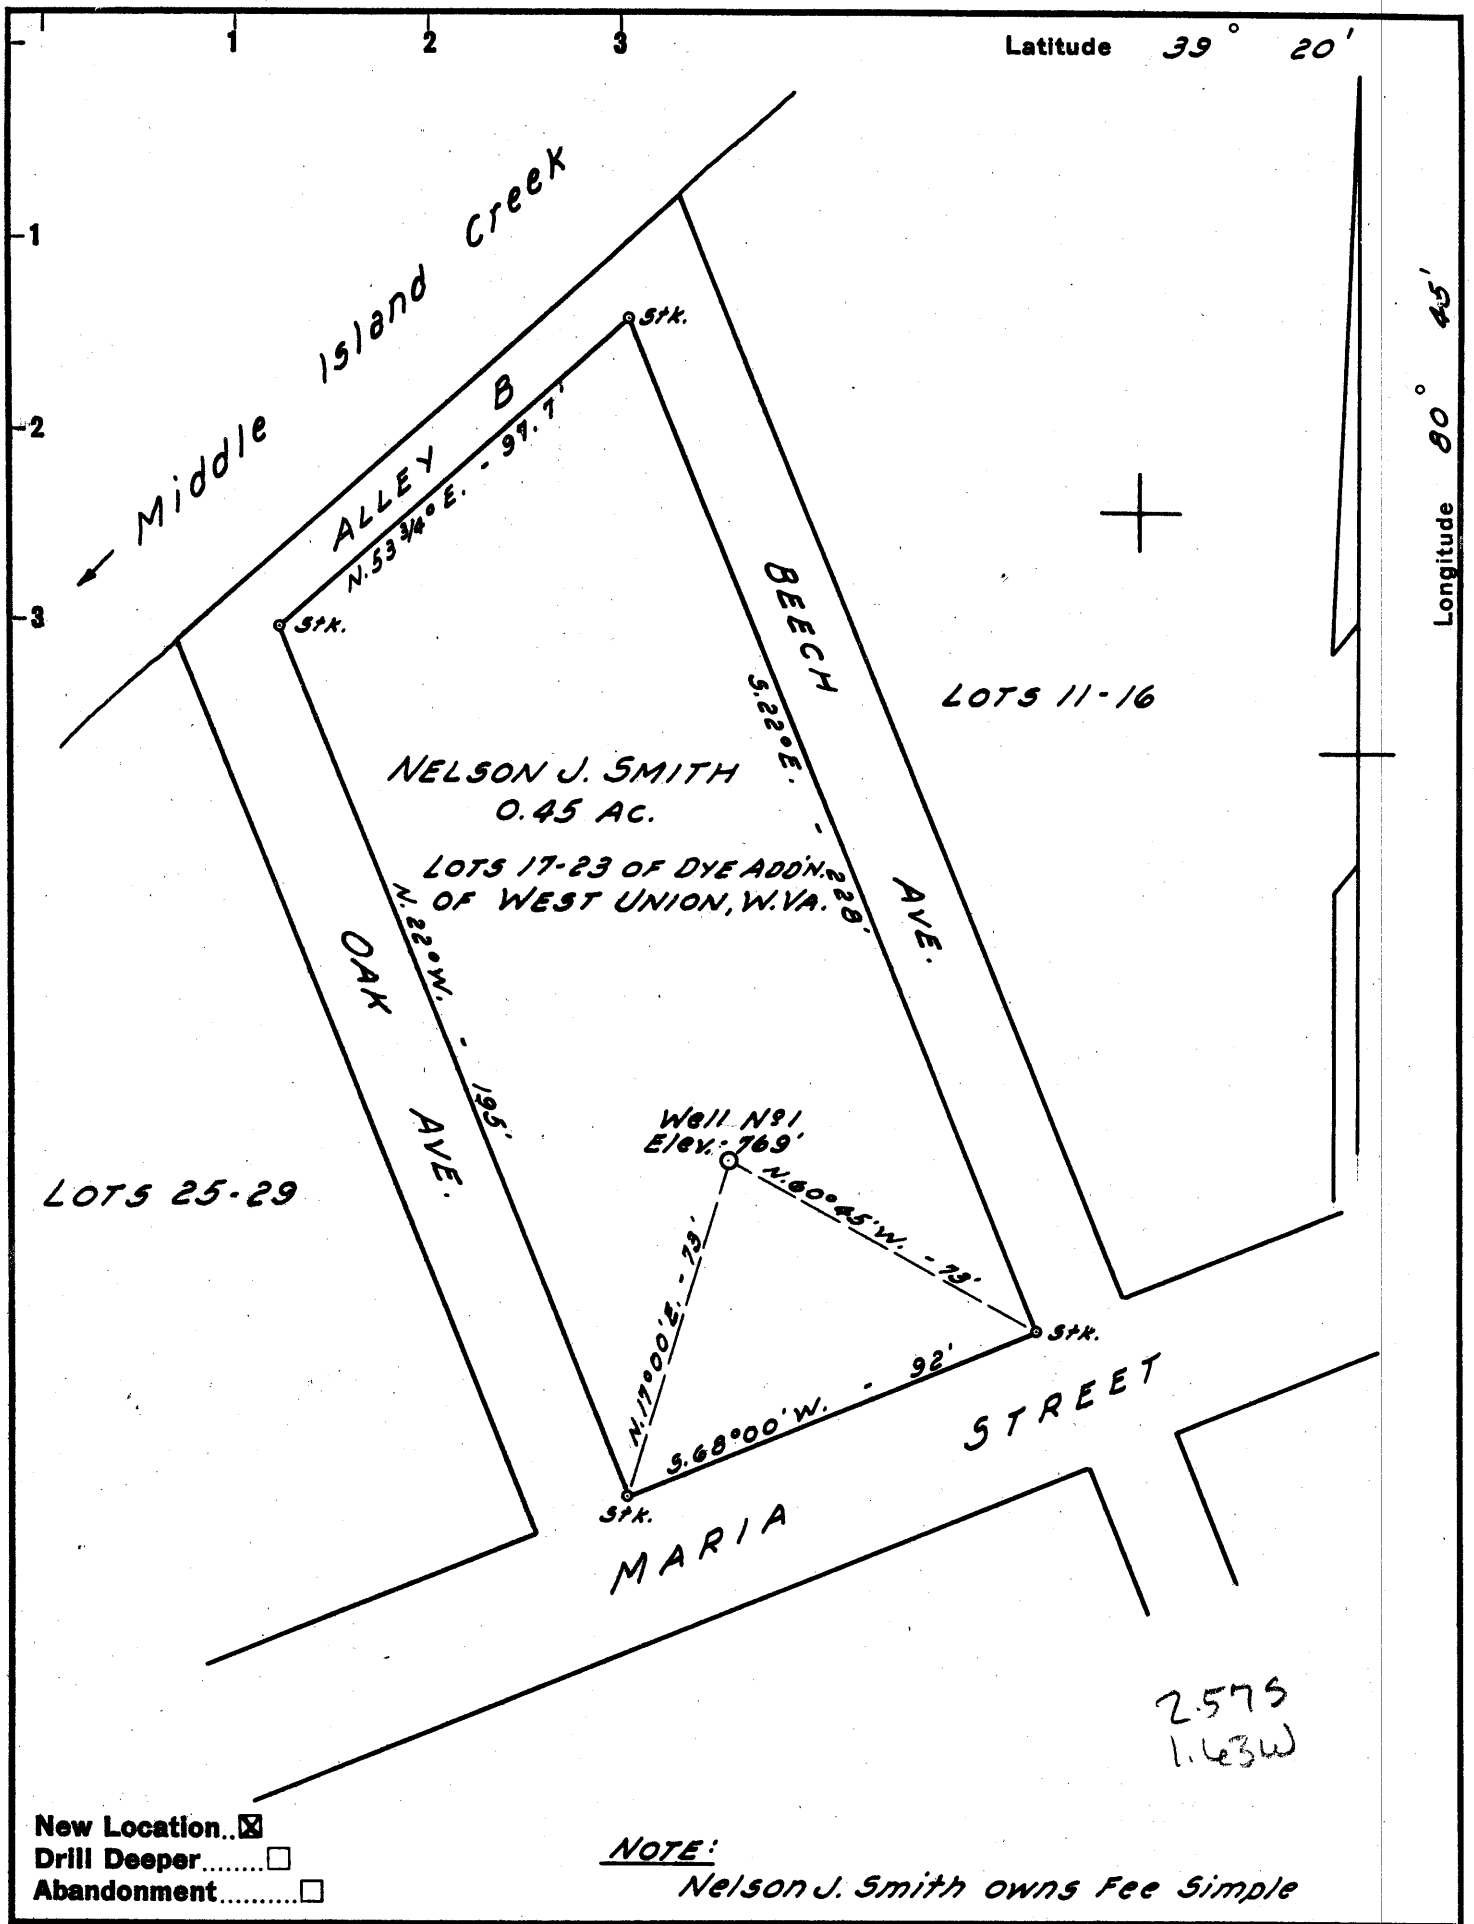 1 2 3
Latitude 39° 20'
1
2
3
Longitude 80° 45'
Middle Island Creek
ALLEY B
Stk.
N.53 3/4° E. - 97.7'
Stk.
BEECH AVE.
S.22°E. - 228'
LOTS 11-16
NELSON J. SMITH
0.45 AC.
LOTS 17-23 OF DYE ADD'N.
OF WEST UNION, W.VA.
N.22°W. - 195'
OAK AVE.
LOTS 25-29
Well Nº1
Elev.- 769'
N.60°45'W. - 73'
N.17°00'E. - 73'
S.68°00'W. - 92'
Stk.
Stk.
MARIA STREET
2.57S
1.63W
New Location..☒
Drill Deeper........☐
Abandonment..........☐
NOTE:
Nelson J. Smith owns Fee Simple